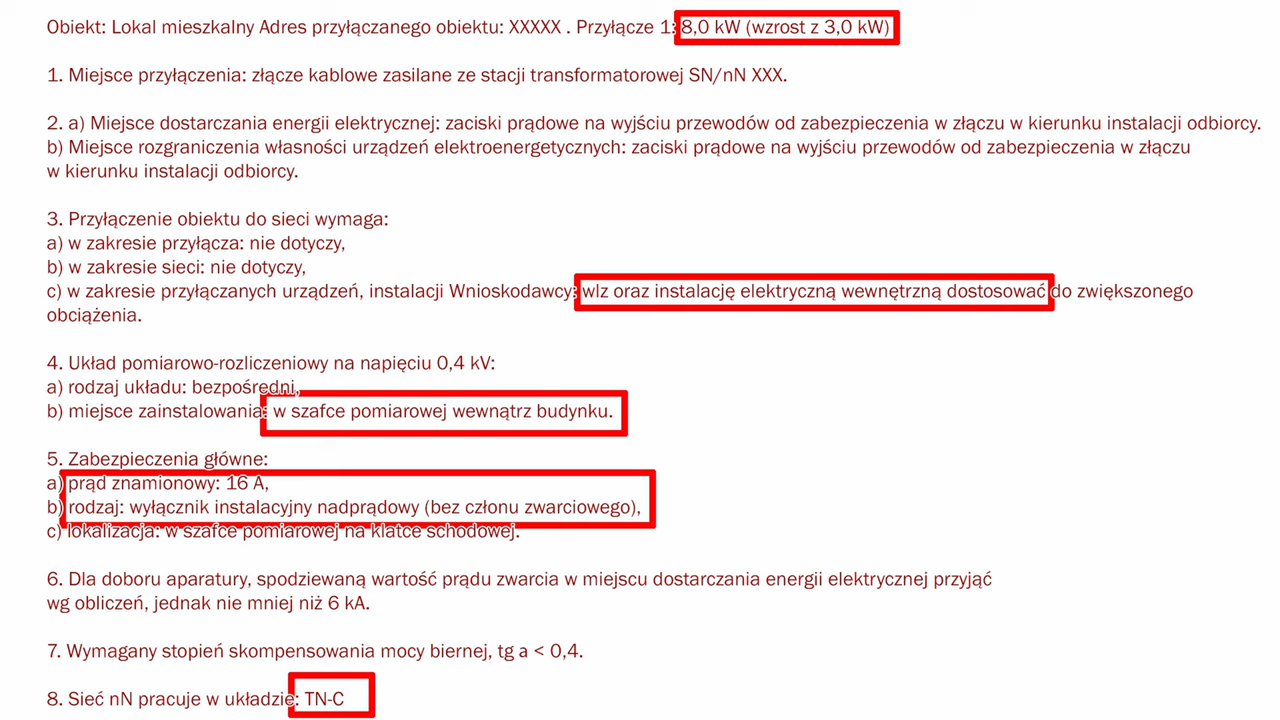 Obiekt: Lokal mieszkalny Adres przyłączanego obiektu: XXXXX . Przyłącze 1: 8,0 kW (wzrost z 3,0 kW)
1. Miejsce przyłączenia: złącze kablowe zasilane ze stacji transformatorowej SN/nN XXX.
2. a) Miejsce dostarczania energii elektrycznej: zaciski prądowe na wyjściu przewodów od zabezpieczenia w złączu w kierunku instalacji odbiorcy.
b) Miejsce rozgraniczenia własności urządzeń elektroenergetycznych: zaciski prądowe na wyjściu przewodów od zabezpieczenia w złączu
w kierunku instalacji odbiorcy.
3. Przyłączenie obiektu do sieci wymaga:
a) w zakresie przyłącza: nie dotyczy,
b) w zakresie sieci: nie dotyczy,
c) w zakresie przyłączanych urządzeń, instalacji Wnioskodawcy: wlz oraz instalację elektryczną wewnętrzną dostosować do zwiększonego
obciążenia.
4. Układ pomiarowo-rozliczeniowy na napięciu 0,4 kV:
a) rodzaj układu: bezpośredni,
b) miejsce zainstalowania: w szafce pomiarowej wewnątrz budynku.
5. Zabezpieczenia główne:
a) prąd znamionowy: 16 A,
b) rodzaj: wyłącznik instalacyjny nadprądowy (bez członu zwarciowego),
c) lokalizacja: w szafce pomiarowej na klatce schodowej.
6. Dla doboru aparatury, spodziewaną wartość prądu zwarcia w miejscu dostarczania energii elektrycznej przyjąć
wg obliczeń, jednak nie mniej niż 6 kA.
7. Wymagany stopień skompensowania mocy biernej, tg a < 0,4.
8. Sieć nN pracuje w układzie: TN-C